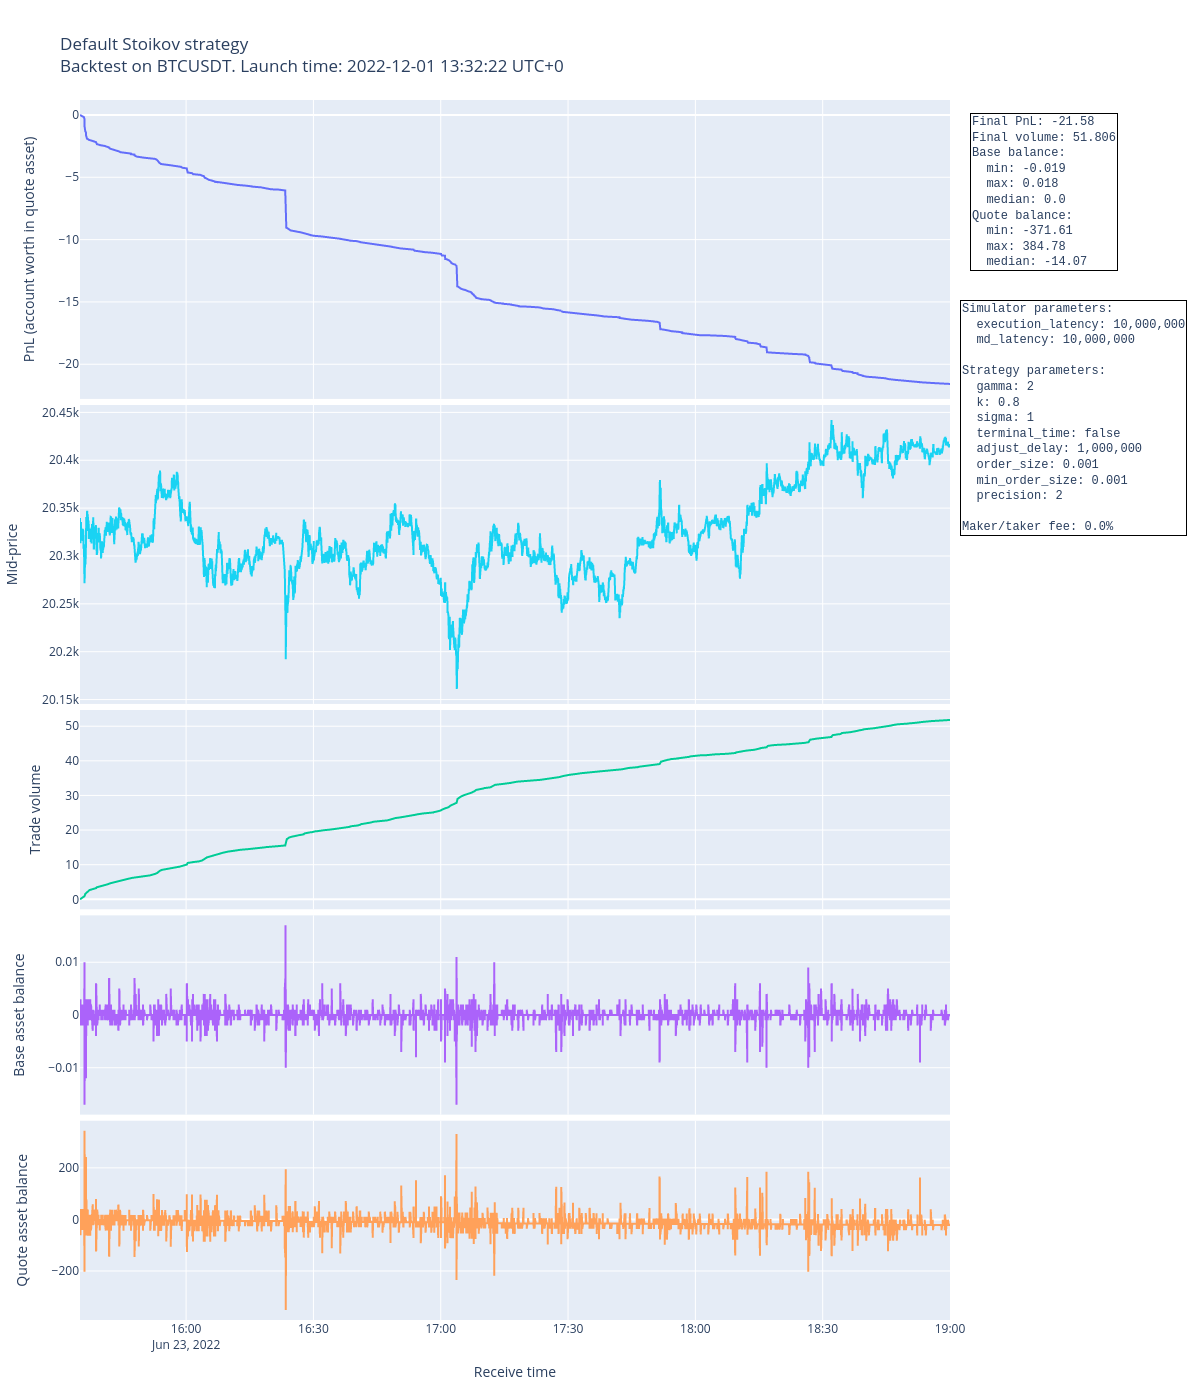 Default Stoikov strategy
Backtest on BTCUSDT. Launch time: 2022-12-01 13:32:22 UTC+0
PnL (account worth in quote asset)
0
−5
−10
−15
−20
Final PnL: -21.58
Final volume: 51.806
Base balance:
min: -0.019
max: 0.018
median: 0.0
Quote balance:
min: -371.61
max: 384.78
median: -14.07
Simulator parameters:
execution_latency: 10,000,000
md_latency: 10,000,000
Strategy parameters:
gamma: 2
k: 0.8
sigma: 1
terminal_time: false
adjust_delay: 1,000,000
order_size: 0.001
min_order_size: 0.001
precision: 2
Maker/taker fee: 0.0%
Mid-price
20.45k
20.4k
20.35k
20.3k
20.25k
20.2k
20.15k
Trade volume
50
40
30
20
10
0
Base asset balance
0.01
0
−0.01
Quote asset balance
200
0
−200
16:00 16:30 17:00 17:30 18:00 18:30 19:00
Jun 23, 2022
Receive time